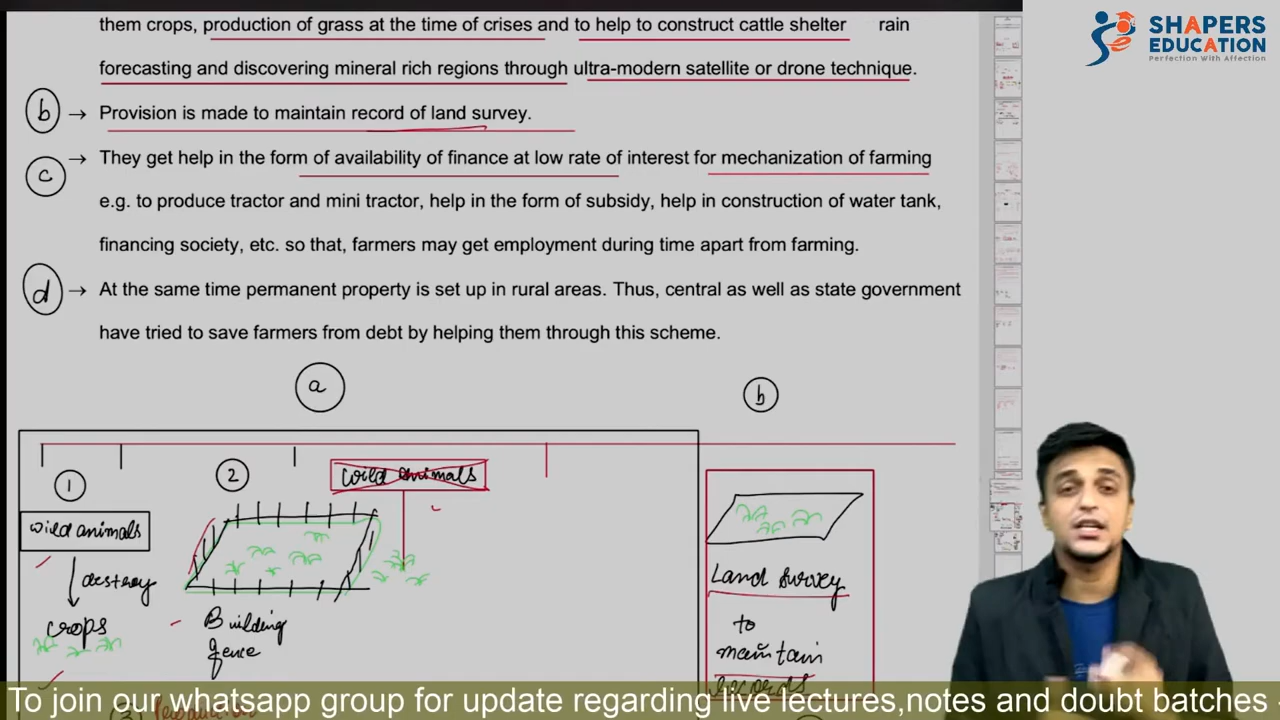 them crops, production of grass at the time of crises and to help to construct cattle shelter rain
forcasting and discovering mineral rich regions through ultra-modern satellite or drone technique.
b → Provision is made to maintain record of land survey.
c → They get help in the form of availability of finance at low rate of interest for mechanization of farming
e.g. to produce tractor and mini tractor, help in the form of subsidy, help in construction of water tank,
financing society, etc. so that, farmers may get employment during time apart from farming.
d → At the same time permanent property is set up in rural areas. Thus, central as well as state government
have tried to save farmers from debt by helping them through this scheme.
a
b
1
wild animals
destroy
crops
2
wild animals
Building
fence
Land survey
to
maintain
records
(3)
SHAPERS
EDUCATION
Perfection With Affection
To join our whatsapp group for update regarding live lectures,notes and doubt batches